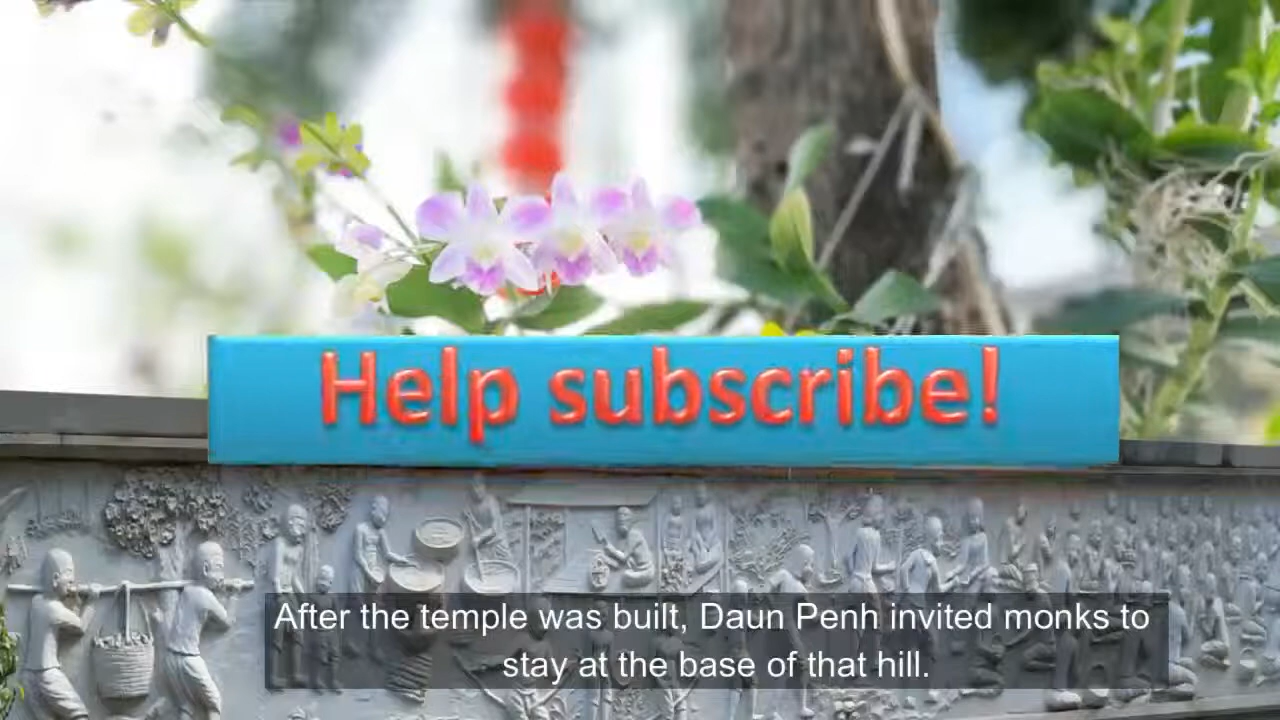 Help subscribe!
After the temple was built, Daun Penh invited monks to
stay at the base of that hill.